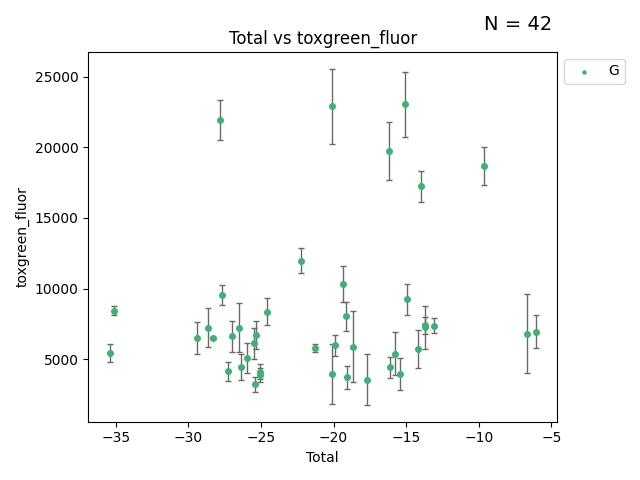 N = 42
Total vs toxgreen_fluor
G
25000
20000
15000
10000
5000
toxgreen_fluor
−35 −30 −25 −20 −15 −10 −5
Total